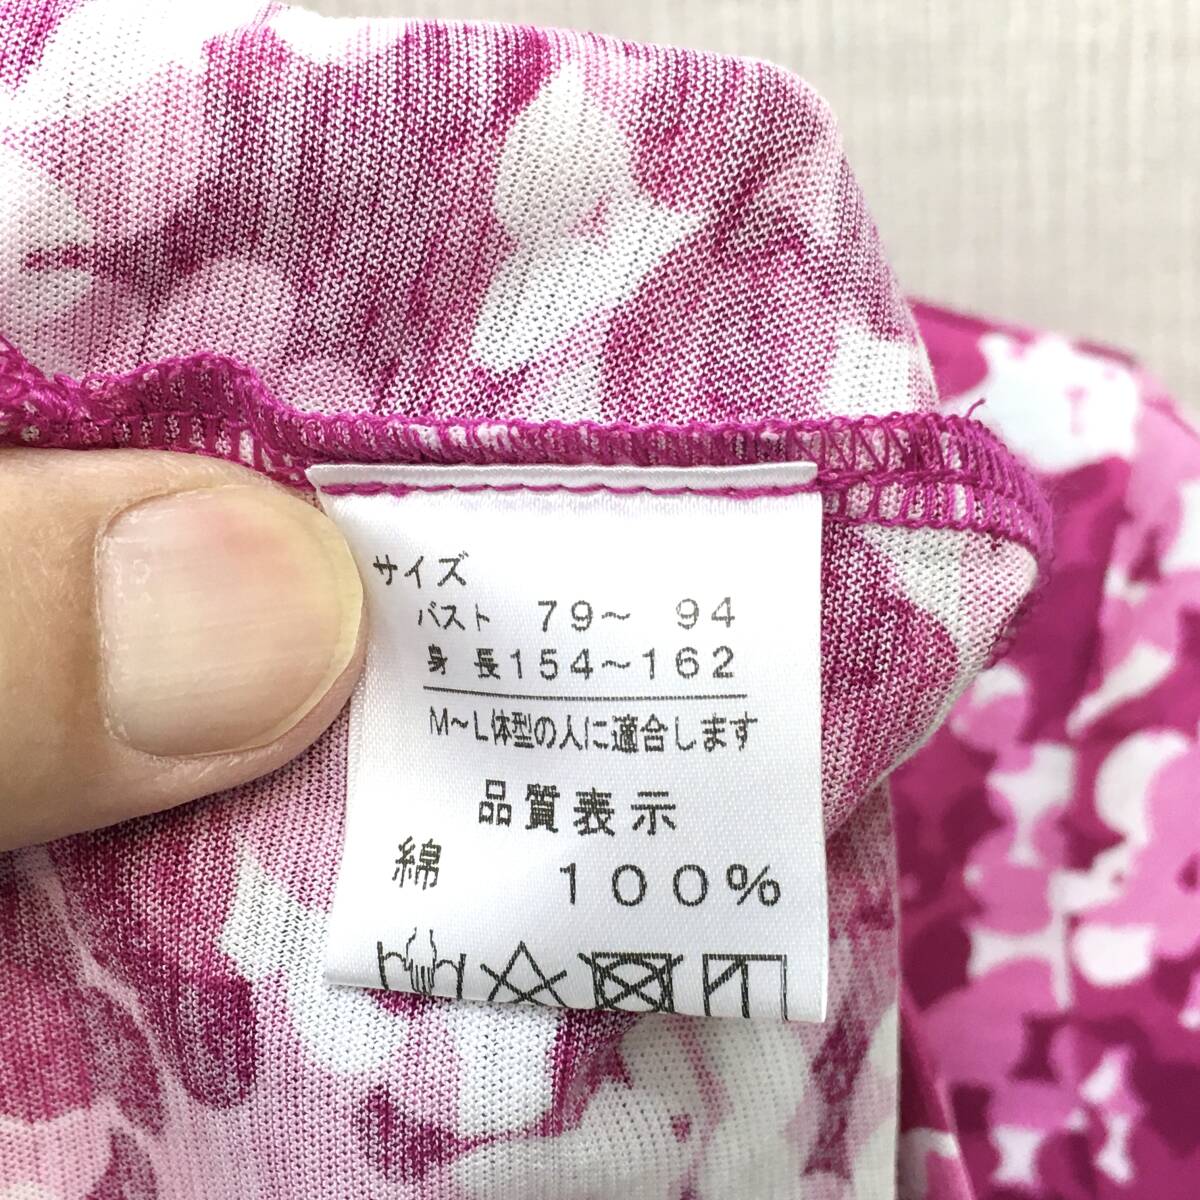 サイズ
バスト 79～ 94
身長154～162
M～L体型の人に適合します
品質表示
綿 100%